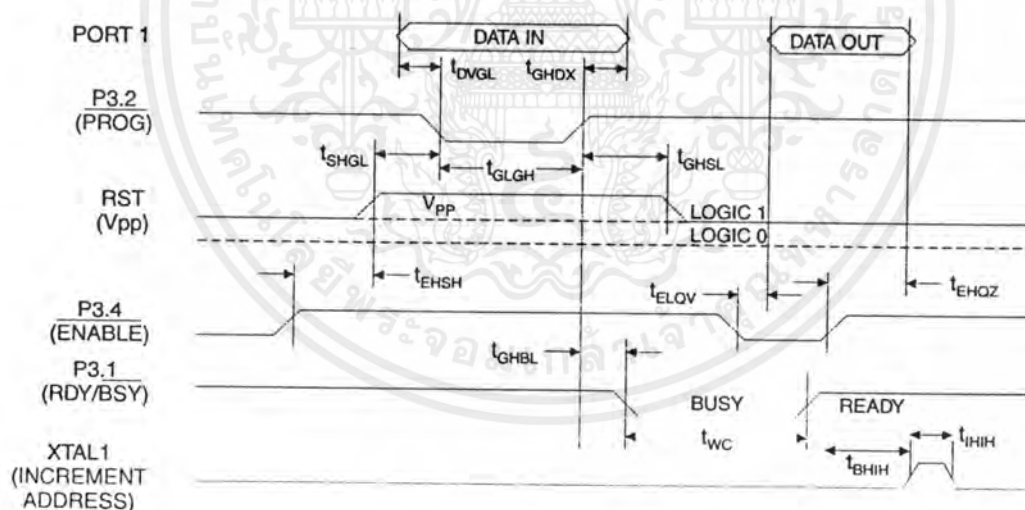 PORT 1
DATA IN
DATA OUT
tDVGL
tGHDX
P3.2
(PROG)
tSHGL
tGLGH
tGHSL
RST
(Vpp)
VPP
LOGIC 1
LOGIC 0
tEHSH
tELQV
tEHQZ
P3.4
(ENABLE)
tGHBL
P3.1
(RDY/BSY)
BUSY
READY
tWC
tIHIH
tBHIH
XTAL1
(INCREMENT
ADDRESS)